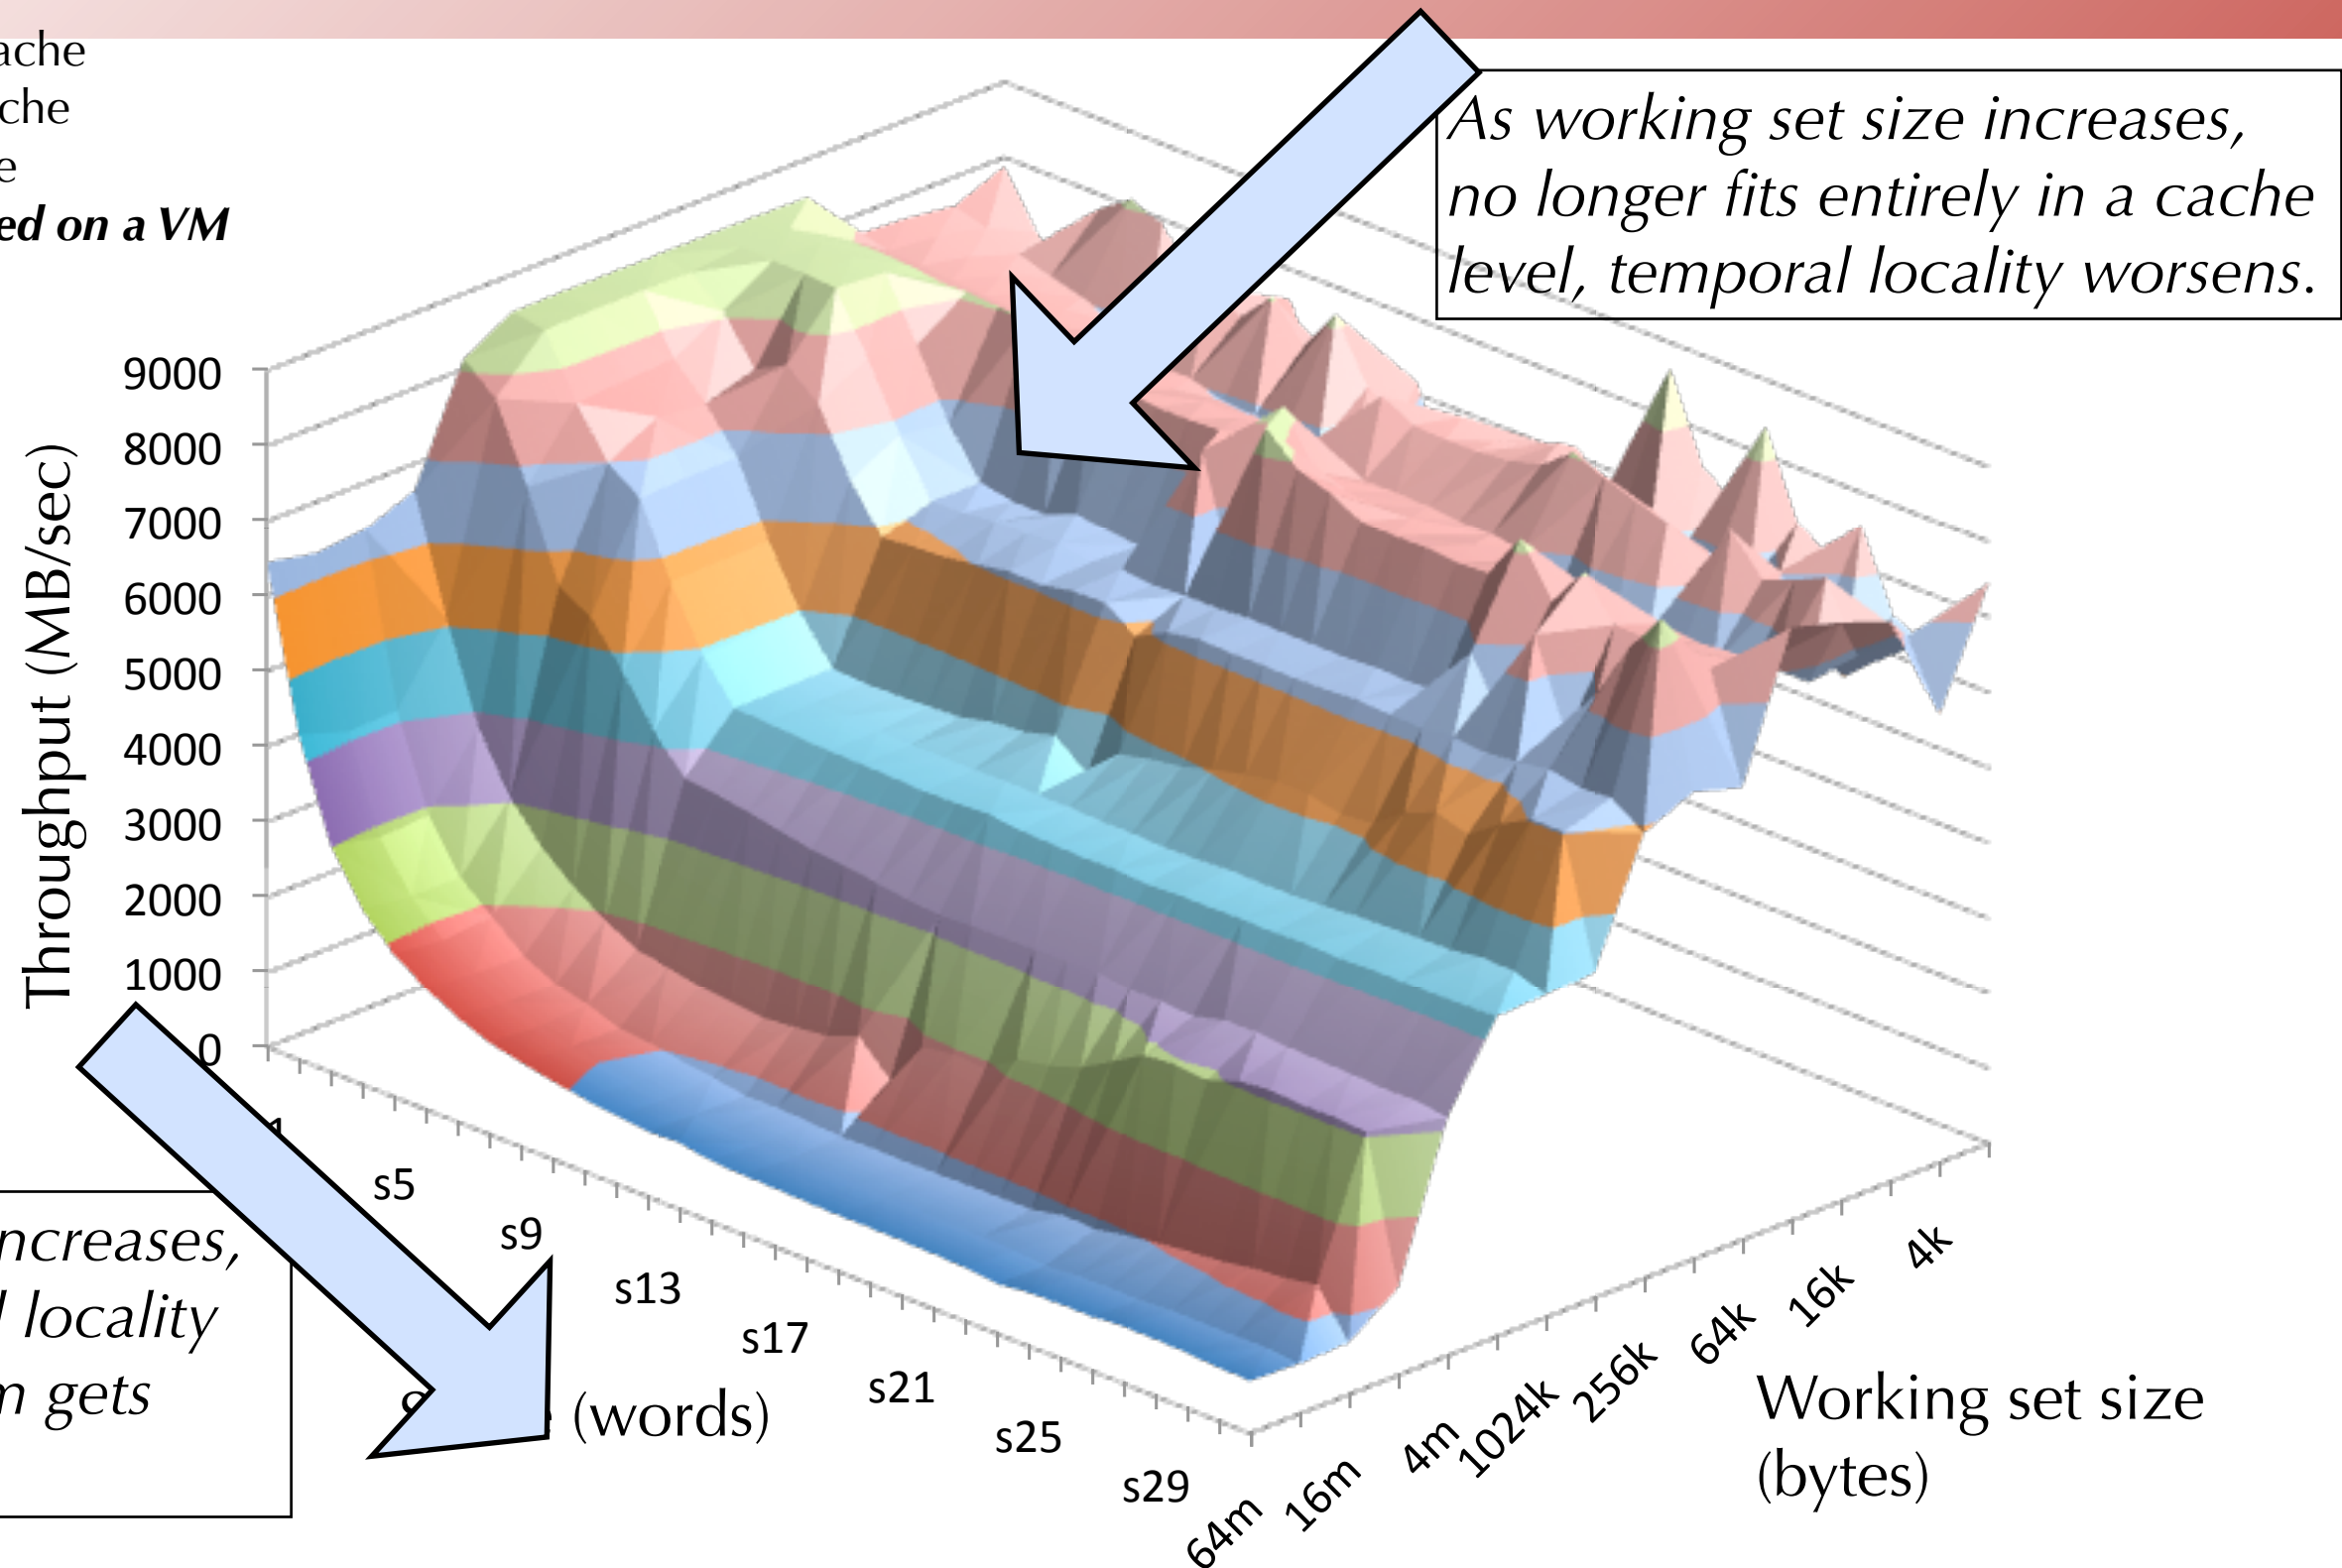 ache
che
e
ed on a VM
As working set size increases,
no longer fits entirely in a cache
level, temporal locality worsens.
Throughput (MB/sec)
9000
8000
7000
6000
5000
4000
3000
2000
1000
0
s5
s9
s13
s17
s21
s25
s29
(words)
64m
16m
4m
1024k
256k
64k
16k
4k
Working set size
(bytes)
ncreases,
l locality
m gets